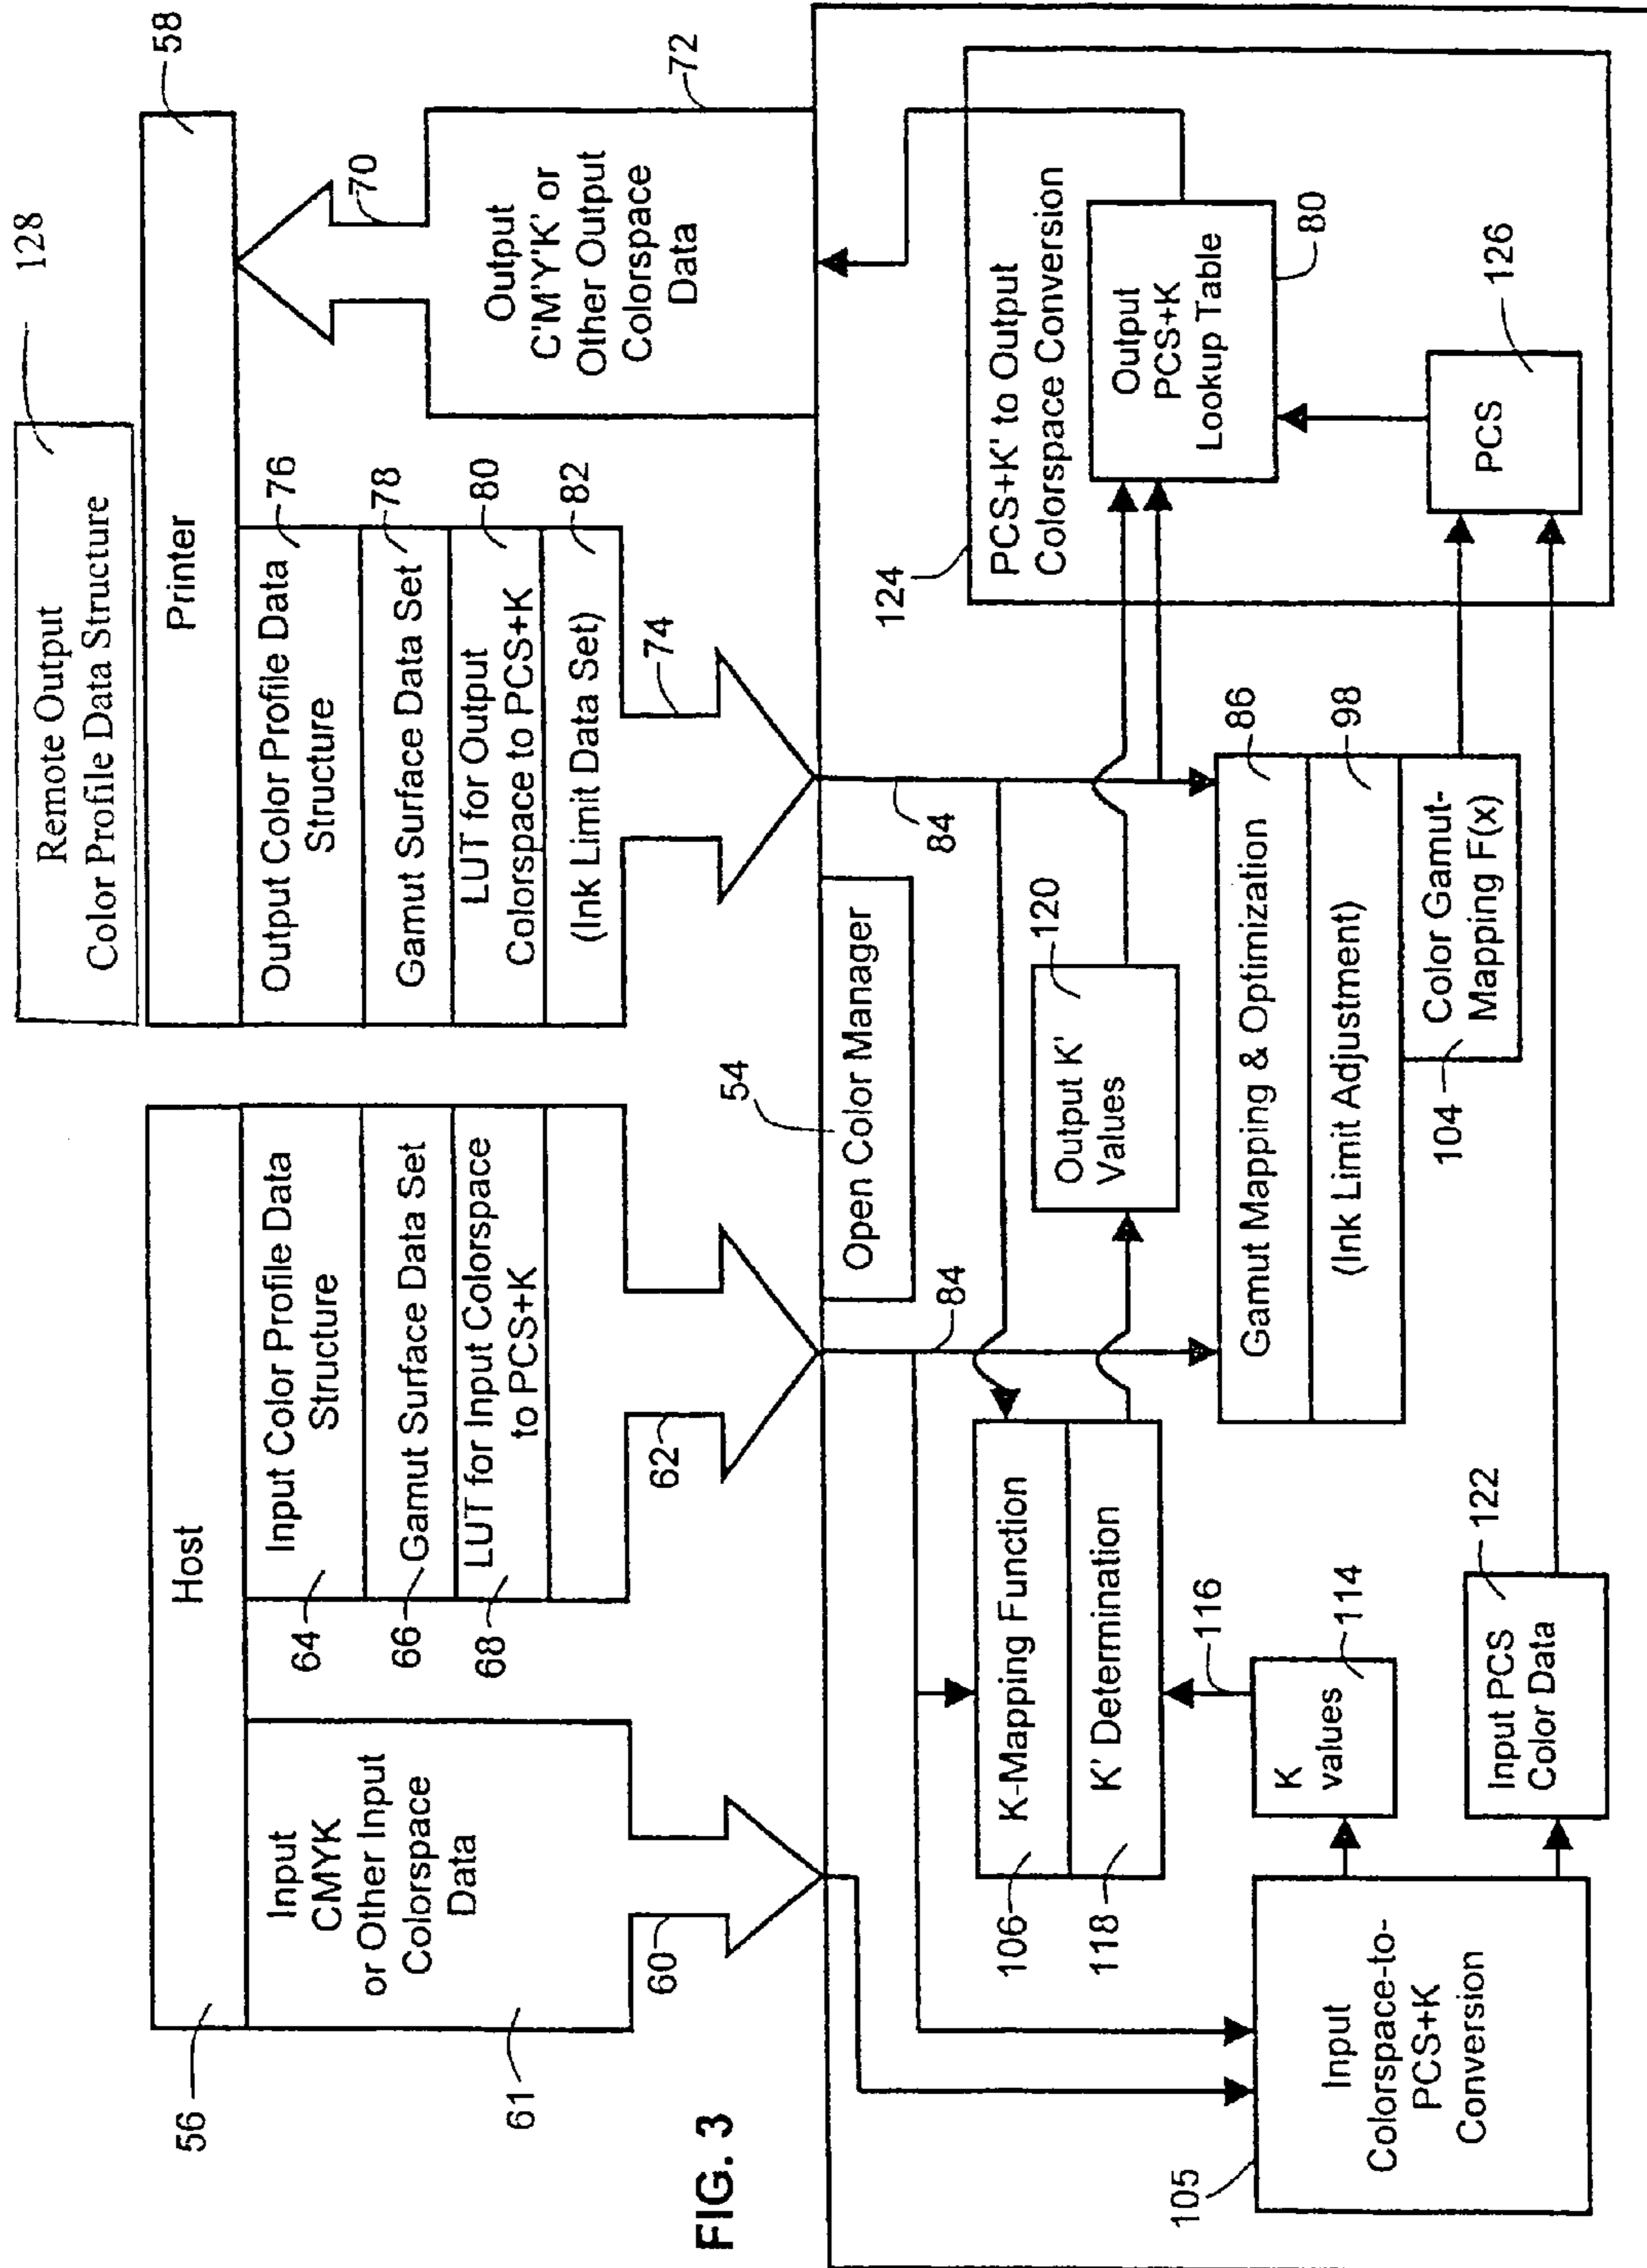 FIG. 3
Host
56
Input
CMYK
or Other Input
Colorspace
Data
61
60
Input Color Profile Data
Structure
64
Gamut Surface Data Set
66
LUT for Input Colorspace
to PCS+K
68
62
Remote Output
Color Profile Data Structure
128
Printer
58
Output Color Profile Data
Structure
76
Gamut Surface Data Set
78
LUT for Output
Colorspace to PCS+K
80
(Ink Limit Data Set)
82
74
70
Output
C'M'Y'K' or
Other Output
Colorspace
Data
72
Open Color Manager
54
84
84
K-Mapping Function
106
K' Determination
118
Output K'
Values
120
116
K
values
114
Input
Colorspace-to-
PCS+K
Conversion
105
Input PCS
Color Data
122
Gamut Mapping & Optimization
86
(Ink Limit Adjustment)
98
Color Gamut-
Mapping F(x)
104
124
PCS+K' to Output
Colorspace Conversion
Output
PCS+K
Lookup Table
80
PCS
126